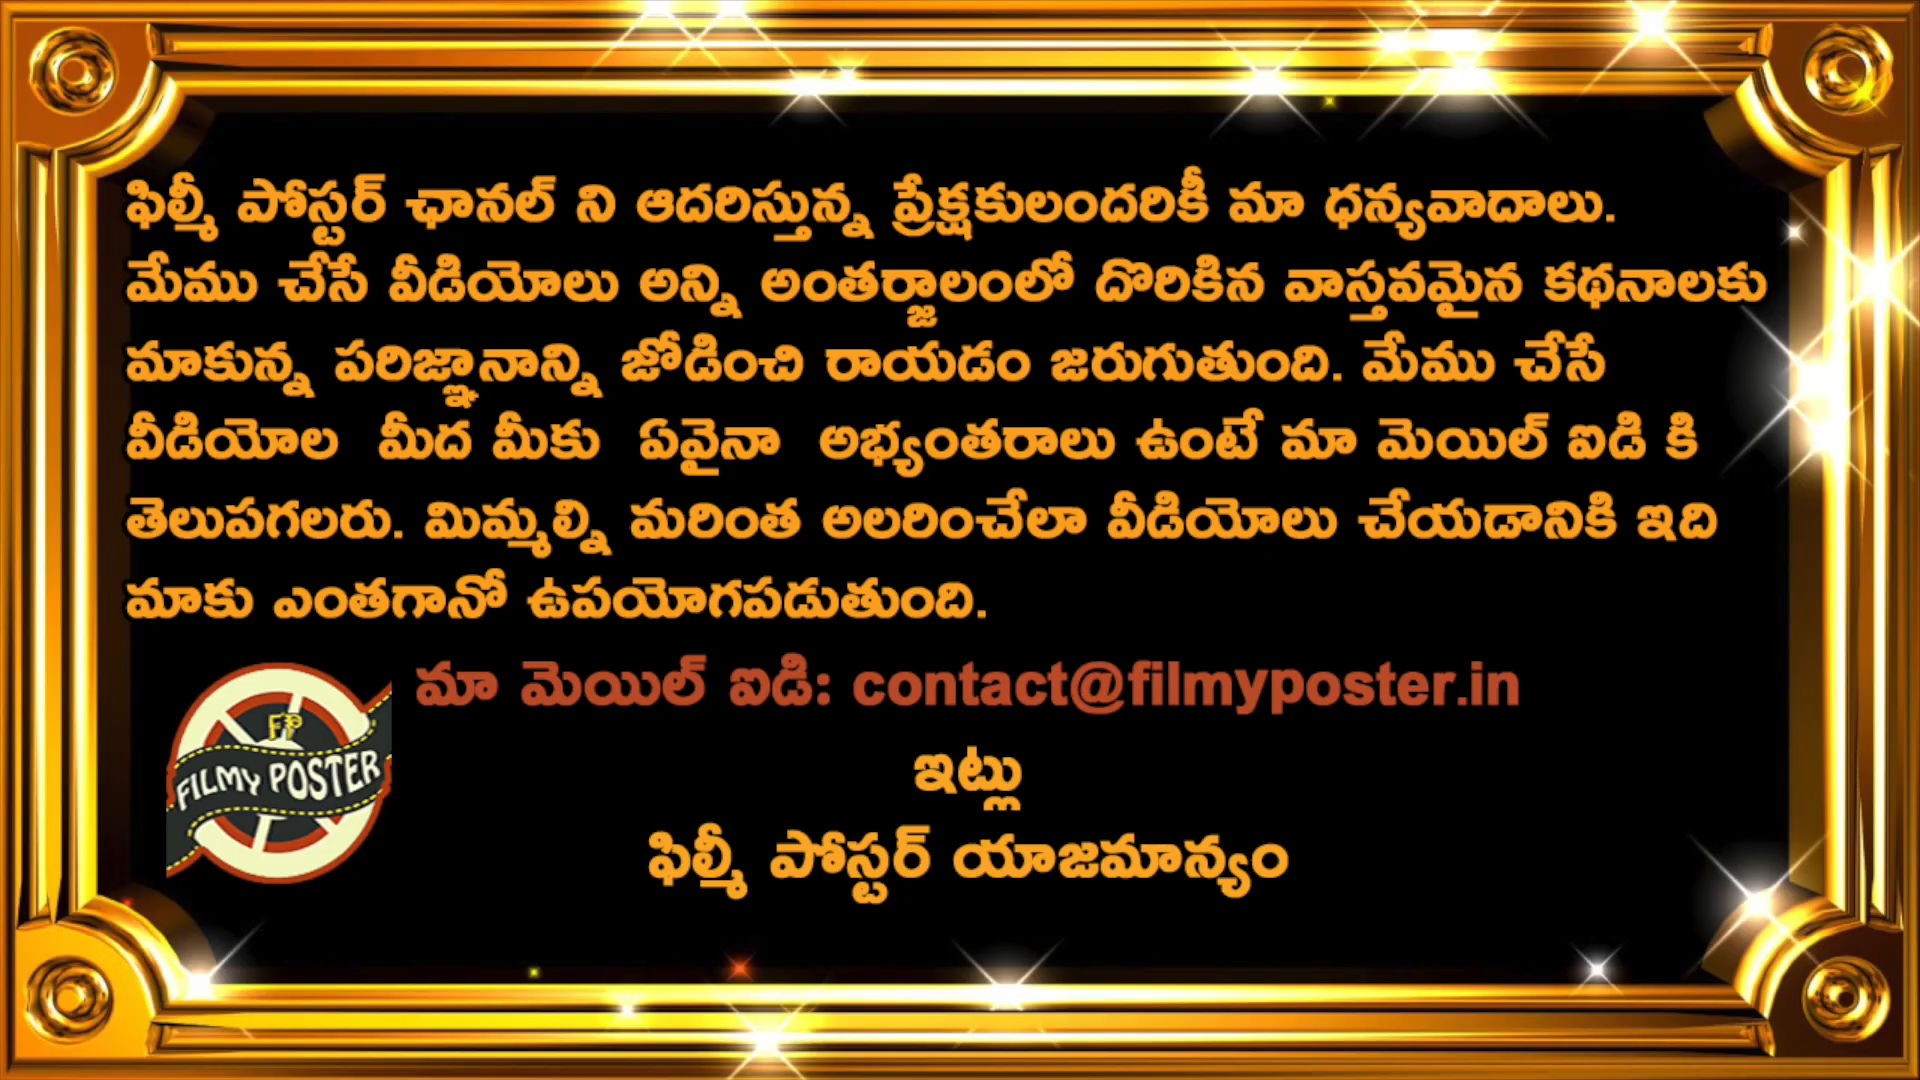 ఫిల్మీ పోస్టర్ ఛానల్ ని ఆదరిస్తున్న ప్రేక్షకులందరికీ మా ధన్యవాదాలు.
మేము చేసే వీడియోలు అన్ని అంతర్జాలంలో దొరికిన వాస్తవమైన కథనాలకు
మాకున్న పరిజ్ఞానాన్ని జోడించి రాయడం జరుగుతుంది. మేము చేసే
వీడియోల మీద మీకు ఏవైనా అభ్యంతరాలు ఉంటే మా మెయిల్ ఐడి కి
తెలుపగలరు. మిమ్మల్ని మరింత అలరించేలా వీడియోలు చేయడానికి ఇది
మాకు ఎంతగానో ఉపయోగపడుతుంది.
మా మెయిల్ ఐడి: contact@filmyposter.in
FP
FILMY POSTER
ఇట్లు
ఫిల్మీ పోస్టర్ యాజమాన్యం